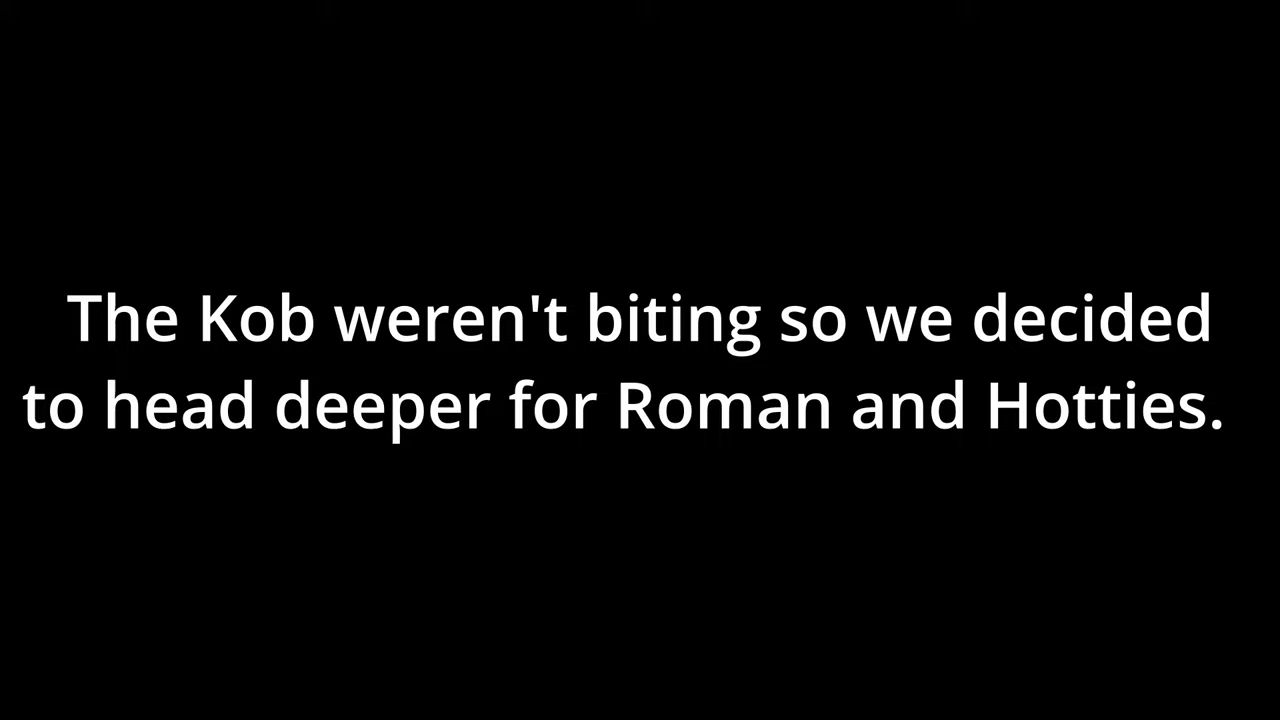 The Kob weren't biting so we decided
to head deeper for Roman and Hotties.